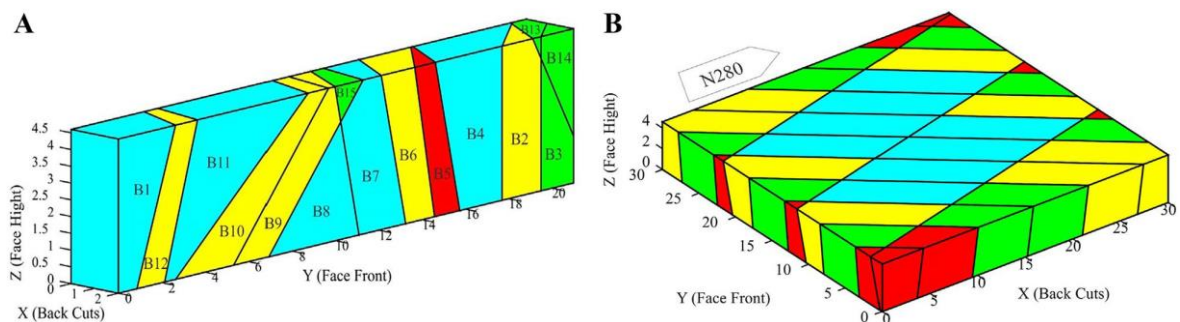 A
B
B13
B14
B15
B1
B11
B7
B6
B5
B4
B2
B3
B12
B10
B9
B8
Z (Face Hight)
4.5
4
3.5
3
2.5
2
1.5
1
0.5
0
1
2
X (Back Cuts)
0
2
4
6
8
10
12
14
16
18
20
Y (Face Front)
N280
Z (Face Hight)
4
2
0
30
25
20
15
10
5
0
Y (Face Front)
0
5
10
15
20
25
30
X (Back Cuts)